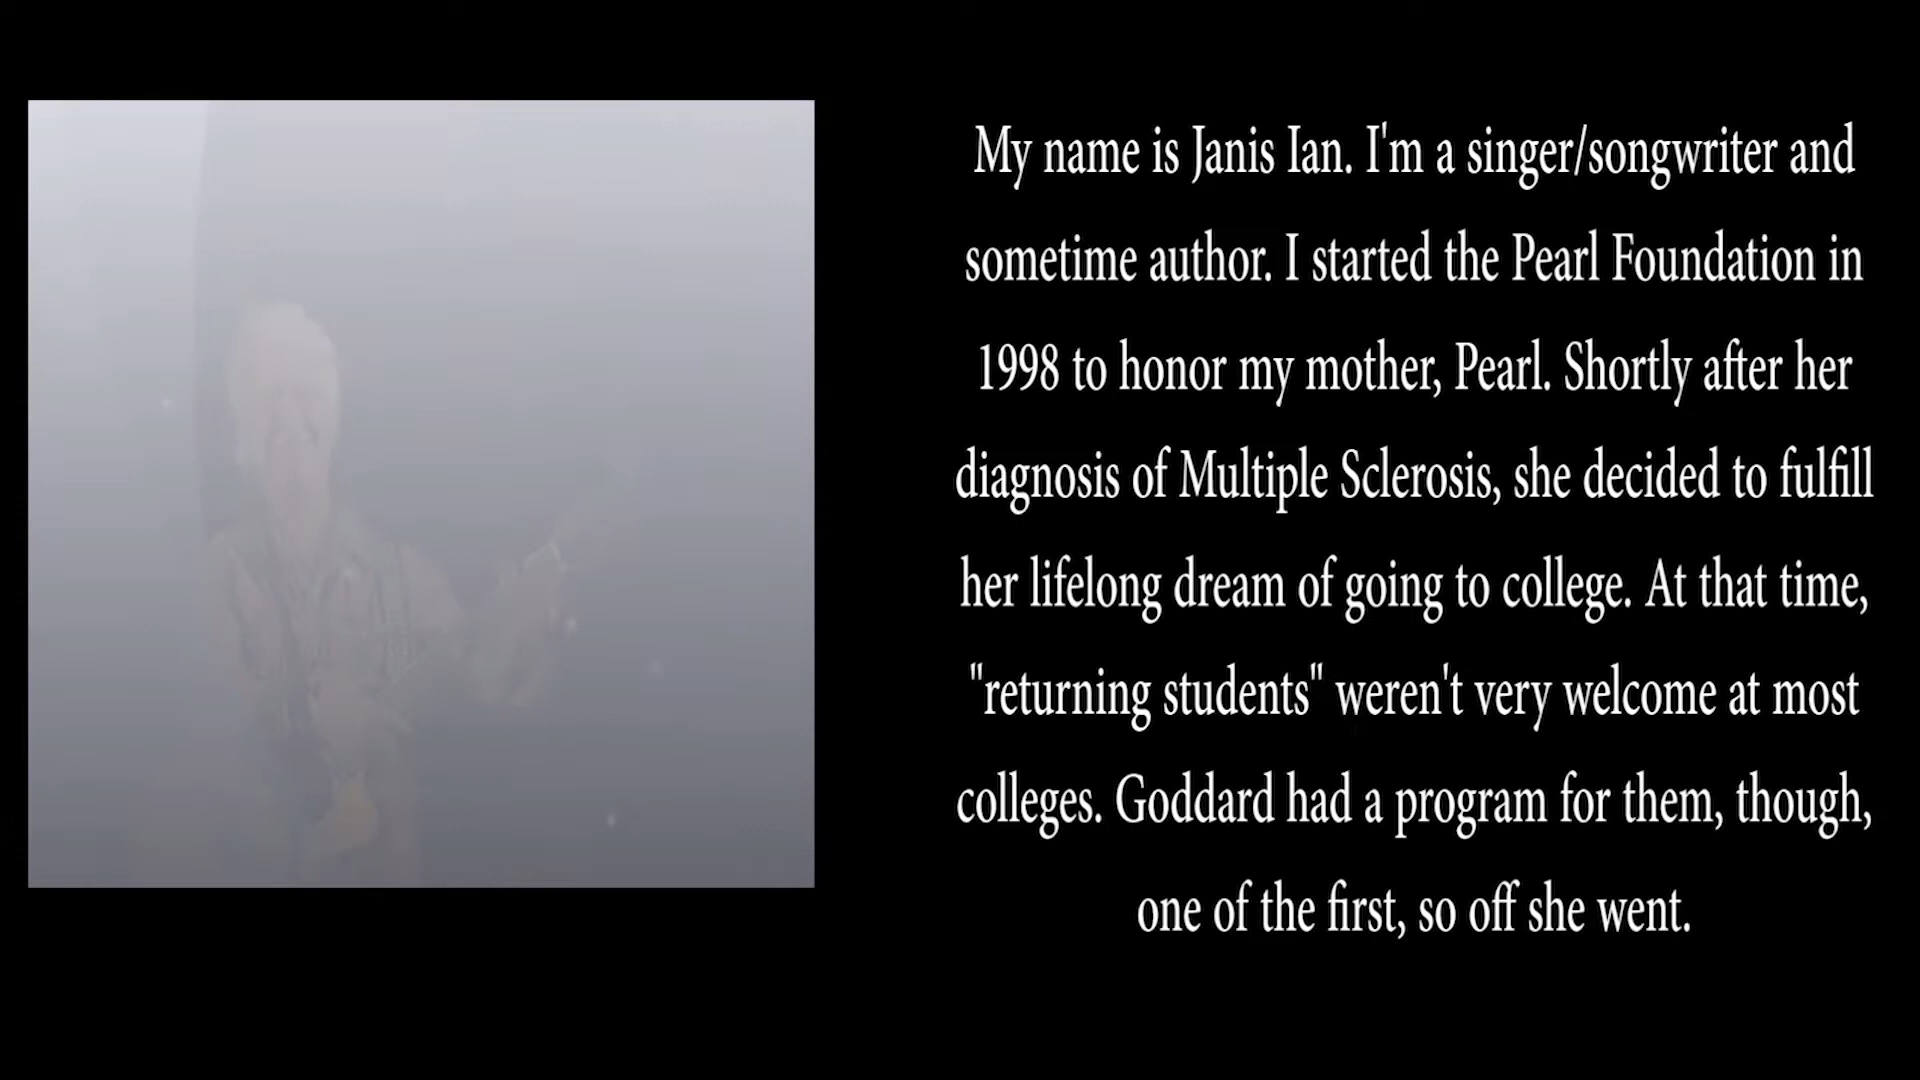 My name is Janis Ian. I'm a singer/songwriter and
sometime author. I started the Pearl Foundation in
1998 to honor my mother, Pearl. Shortly after her
diagnosis of Multiple Sclerosis, she decided to fulfill
her lifelong dream of going to college. At that time,
"returning students" weren't very welcome at most
colleges. Goddard had a program for them, though,
one of the first, so off she went.